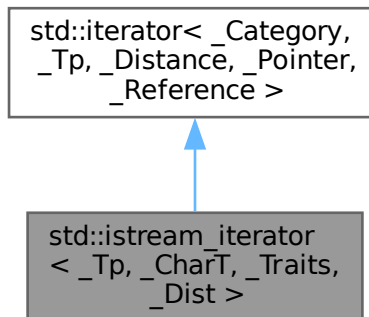 std::iterator< _Category,
_Tp, _Distance, _Pointer,
_Reference >
std::istream_iterator
< _Tp, _CharT, _Traits,
_Dist >